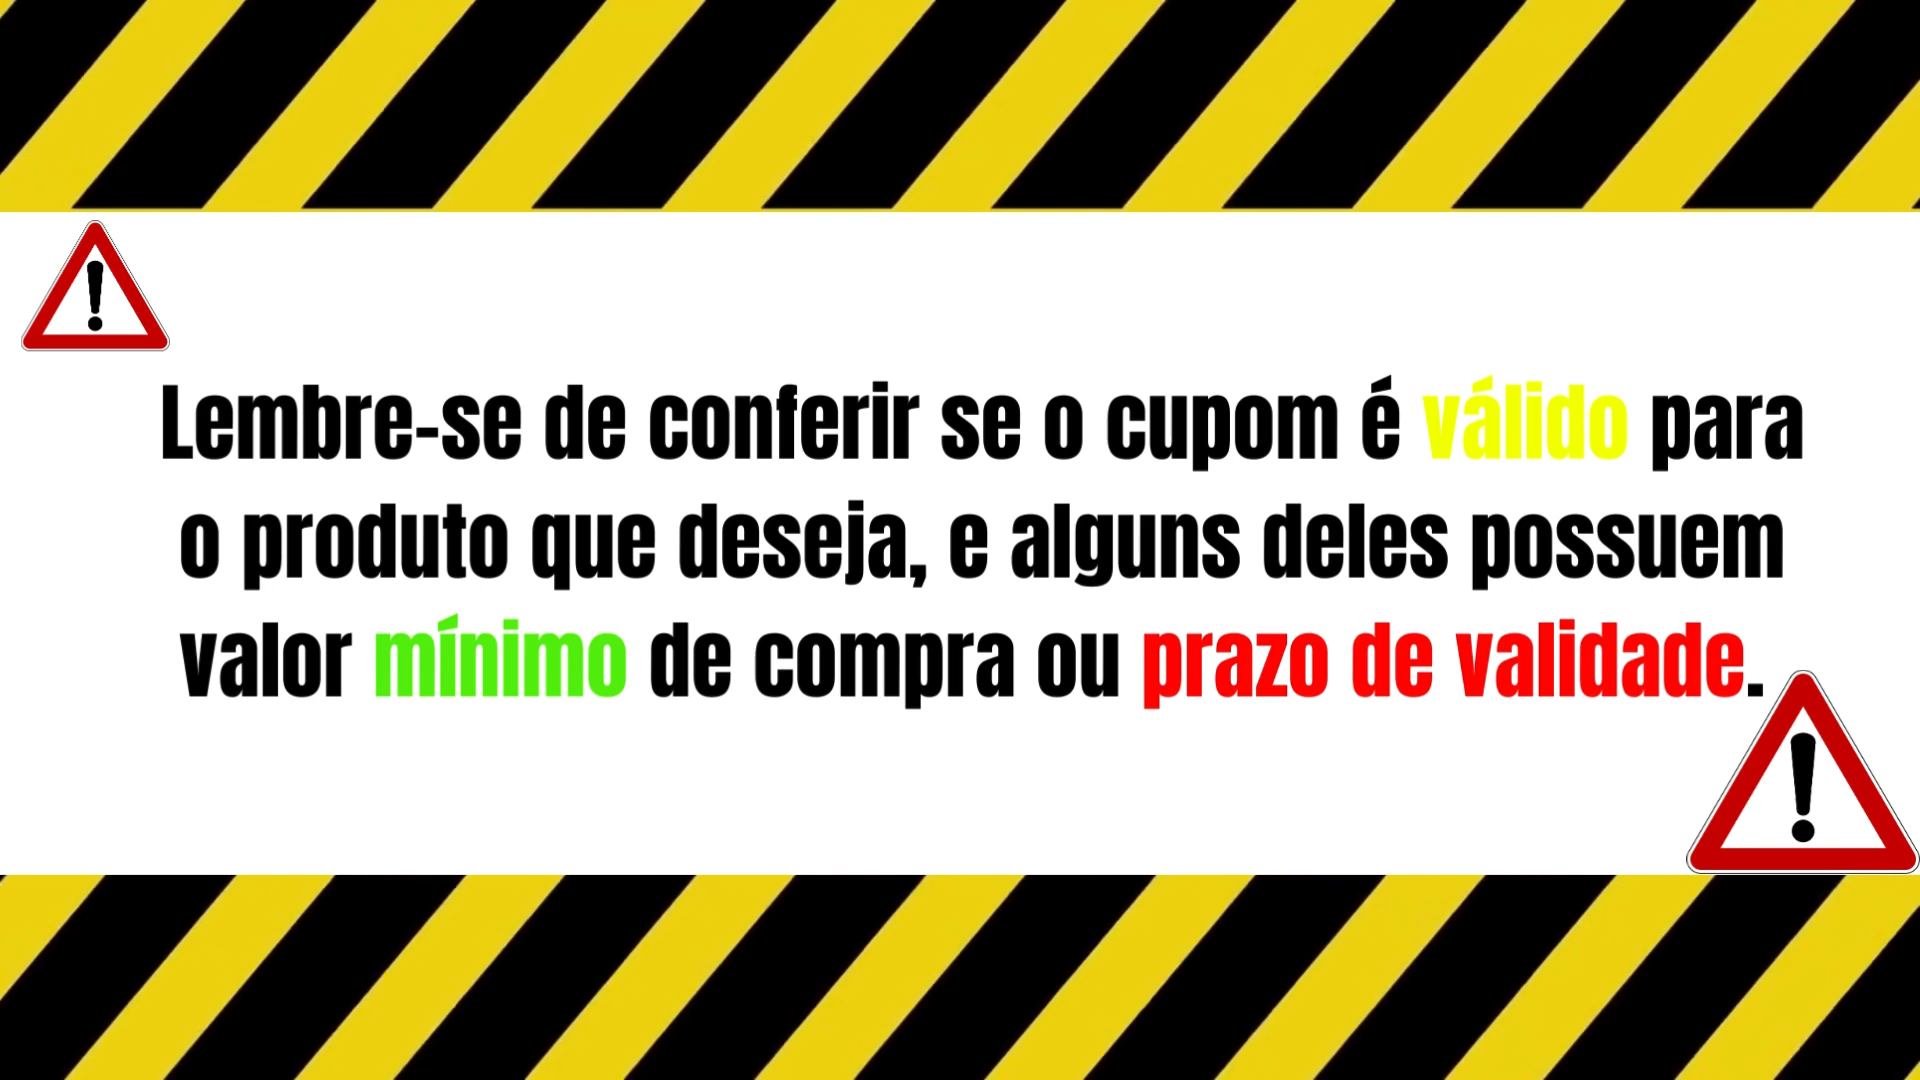 Lembre-se de conferir se o cupom é válido para
o produto que deseja, e alguns deles possuem
valor mínimo de compra ou prazo de validade.